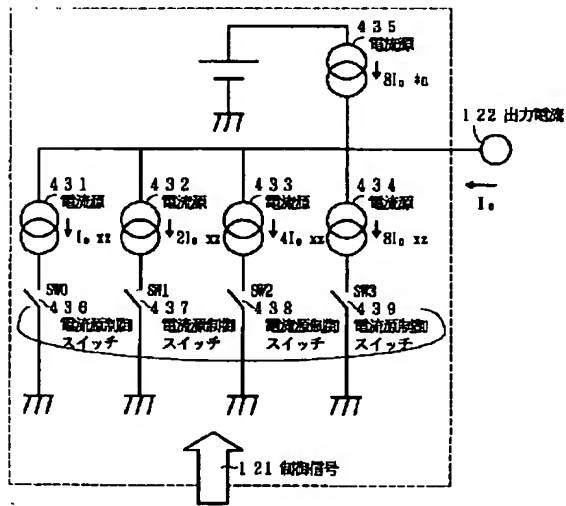 435
電流源
8I₀ *a
122 出力電流
I₀
431
電流源
I₀ xz
432
電流源
2I₀ xz
433
電流源
4I₀ xz
434
電流源
8I₀ xz
SW0
436
電流源制御
スイッチ
SW1
437
電流源制御
スイッチ
SW2
438
電流源制御
スイッチ
SW3
439
電流源制御
スイッチ
121 制御信号